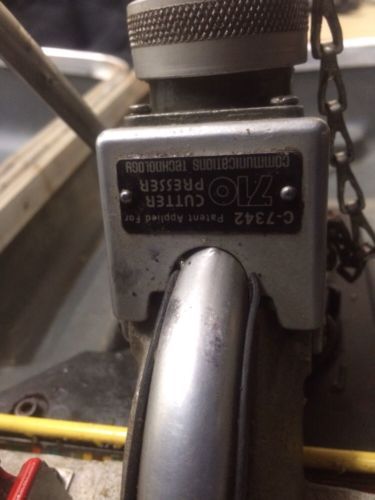 C-7342 Patent Applied For
710 CUTTER
PRESSER
COMMUNICATIONS TECHNOLOGY